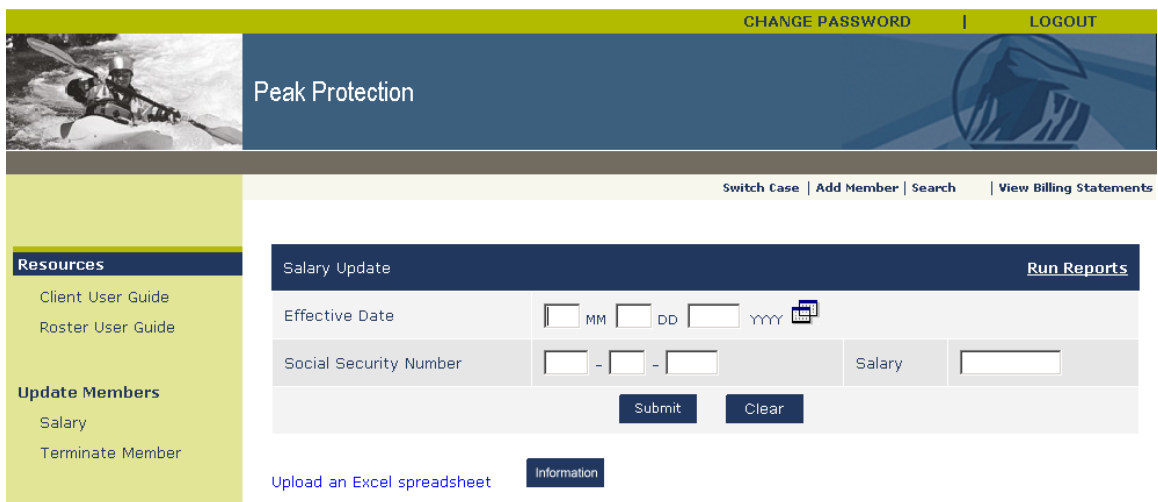 CHANGE PASSWORD | LOGOUT
Peak Protection
Switch Case | Add Member | Search | View Billing Statements
Resources
Client User Guide
Roster User Guide
Update Members
Salary
Terminate Member
Salary Update Run Reports
Effective Date MM DD YYYY
Social Security Number - - Salary
Submit Clear
Upload an Excel spreadsheet Information